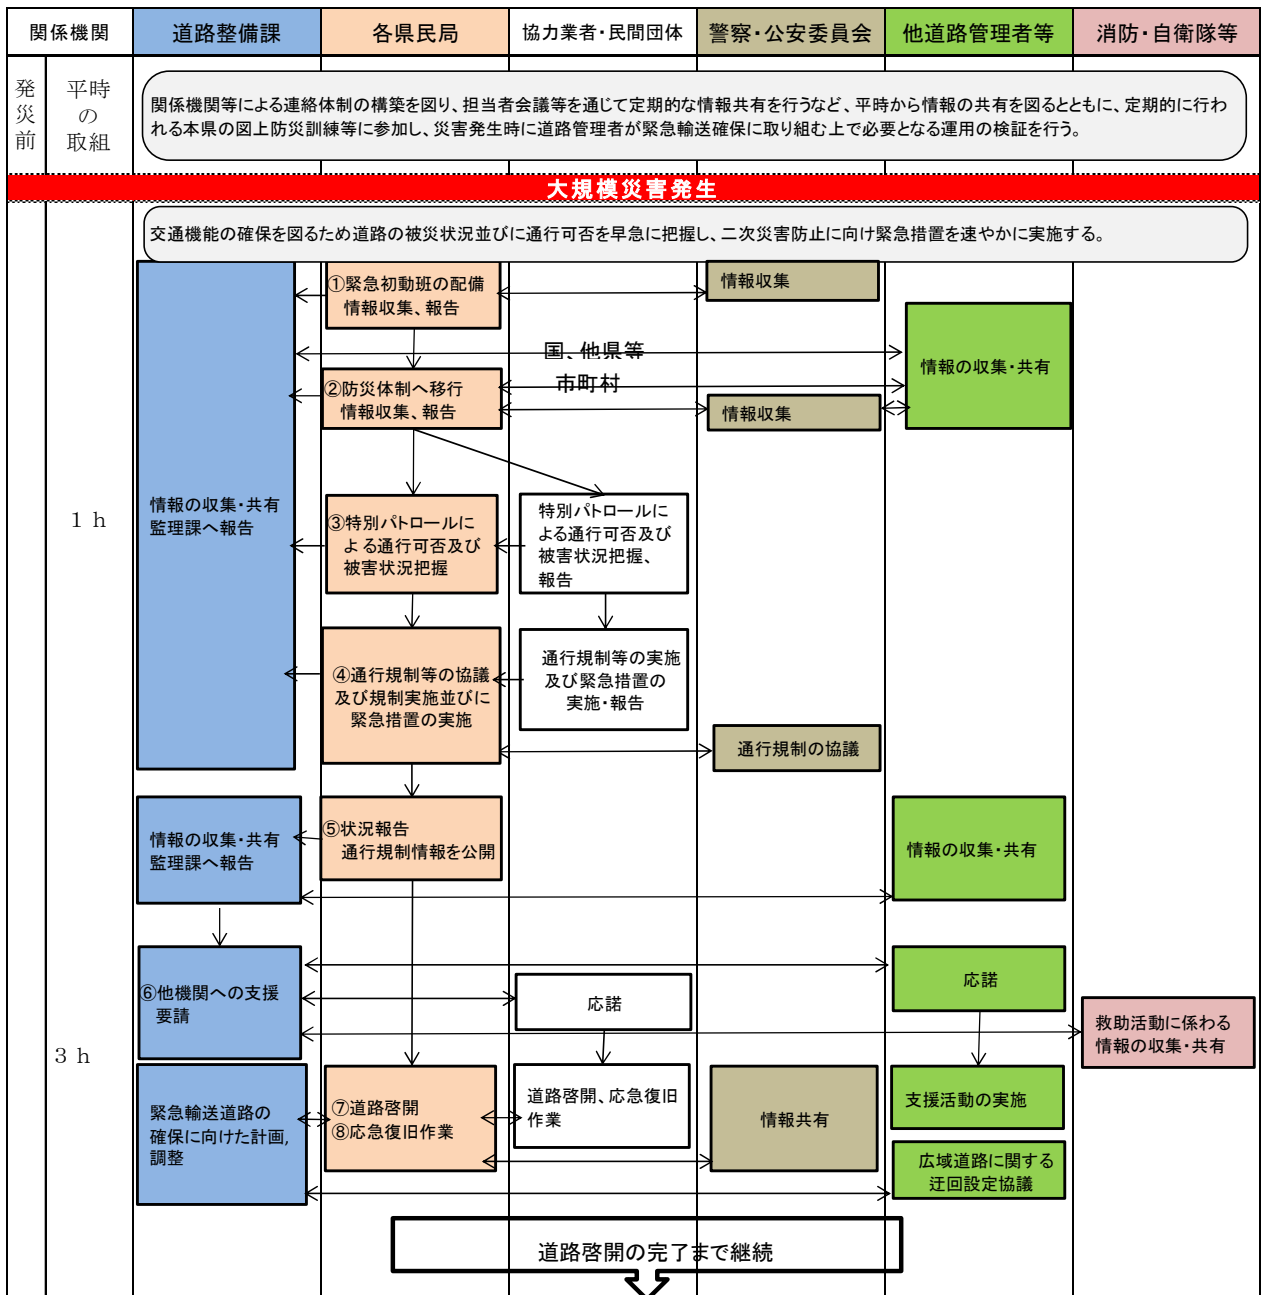 関係機関
道路整備課
各県民局
協力業者・民間団体
警察・公安委員会
他道路管理者等
消防・自衛隊等
発災前
平時の取組
関係機関等による連絡体制の構築を図り、担当者会議等を通じて定期的な情報共有を行うなど、平時から情報の共有を図るとともに、定期的に行わ
れる本県の図上防災訓練等に参加し、災害発生時に道路管理者が緊急輸送確保に取り組む上で必要となる運用の検証を行う。
大規模災害発生
交通機能の確保を図るため道路の被災状況並びに通行可否を早急に把握し、二次災害防止に向け緊急措置を速やかに実施する。
①緊急初動班の配備
情報収集、報告
情報収集
国、他県等
情報の収集・共有
市町村
②防災体制へ移行
情報収集、報告
情報収集
1 h
情報の収集・共有
監理課へ報告
③特別パトロールに
よる通行可否及び
被害状況把握
特別パトロールに
よる通行可否及び
被害状況把握、
報告
④通行規制等の協議
及び規制実施並びに
緊急措置の実施
通行規制等の実施
及び緊急措置の
実施・報告
通行規制の協議
情報の収集・共有
監理課へ報告
⑤状況報告
通行規制情報を公開
情報の収集・共有
⑥他機関への支援
要請
応諾
応諾
救助活動に係わる
情報の収集・共有
3 h
緊急輸送道路の
確保に向けた計画,
調整
⑦道路啓開
⑧応急復旧作業
道路啓開、応急復旧
作業
情報共有
支援活動の実施
広域道路に関する
迂回設定協議
道路啓開の完了まで継続